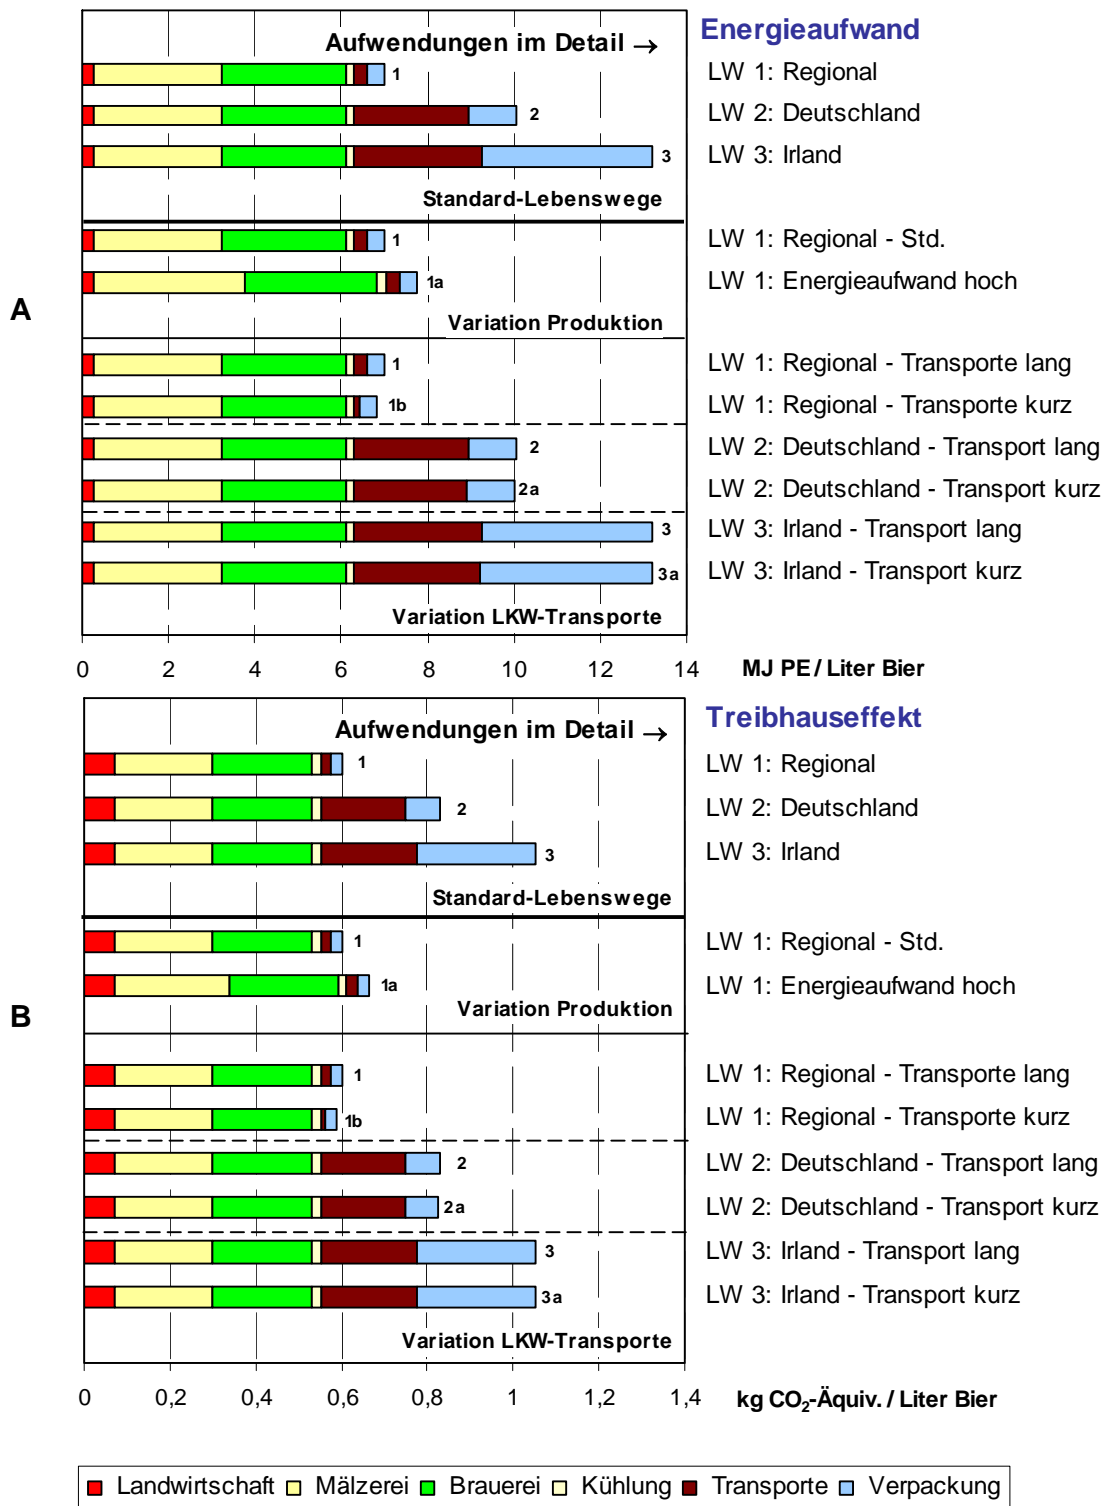 Aufwendungen im Detail →
Energieaufwand
1
LW 1: Regional
2
LW 2: Deutschland
3
LW 3: Irland
Standard-Lebenswege
1
LW 1: Regional - Std.
1a
LW 1: Energieaufwand hoch
A
Variation Produktion
1
LW 1: Regional - Transporte lang
1b
LW 1: Regional - Transporte kurz
2
LW 2: Deutschland - Transport lang
2a
LW 2: Deutschland - Transport kurz
3
LW 3: Irland - Transport lang
3a
LW 3: Irland - Transport kurz
Variation LKW-Transporte
0 2 4 6 8 10 12 14 MJ PE / Liter Bier
Aufwendungen im Detail →
Treibhauseffekt
1
LW 1: Regional
2
LW 2: Deutschland
3
LW 3: Irland
Standard-Lebenswege
1
LW 1: Regional - Std.
1a
LW 1: Energieaufwand hoch
B
Variation Produktion
1
LW 1: Regional - Transporte lang
1b
LW 1: Regional - Transporte kurz
2
LW 2: Deutschland - Transport lang
2a
LW 2: Deutschland - Transport kurz
3
LW 3: Irland - Transport lang
3a
LW 3: Irland - Transport kurz
Variation LKW-Transporte
0 0,2 0,4 0,6 0,8 1 1,2 1,4 kg CO₂-Äquiv. / Liter Bier
Landwirtschaft Mälzerei Brauerei Kühlung Transporte Verpackung